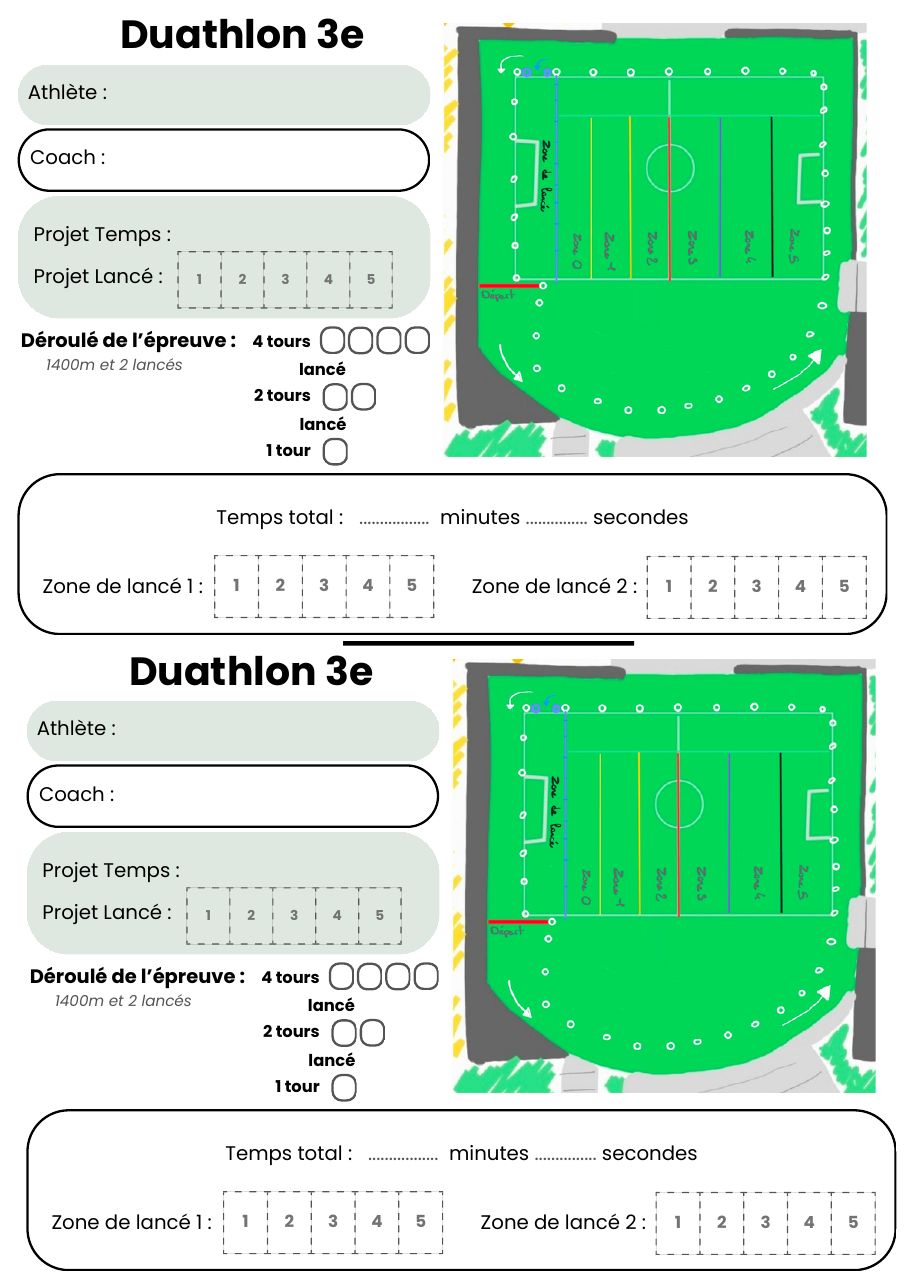 Duathlon 3e
Athlète :
Coach :
Projet Temps :
Projet Lancé : 1 2 3 4 5
Déroulé de l'épreuve : 4 tours
1400m et 2 lancés
lancé
2 tours
lancé
1 tour
Zone de lancé
Zone 0
Zone 1
Zone 2
Zone 3
Zone 4
Zone 5
Départ
Temps total : ................. minutes ............... secondes
Zone de lancé 1 : 1 2 3 4 5 Zone de lancé 2 : 1 2 3 4 5
Duathlon 3e
Athlète :
Coach :
Projet Temps :
Projet Lancé : 1 2 3 4 5
Déroulé de l'épreuve : 4 tours
1400m et 2 lancés
lancé
2 tours
lancé
1 tour
Zone de lancé
Zone 0
Zone 1
Zone 2
Zone 3
Zone 4
Zone 5
Départ
Temps total : ................. minutes ............... secondes
Zone de lancé 1 : 1 2 3 4 5 Zone de lancé 2 : 1 2 3 4 5